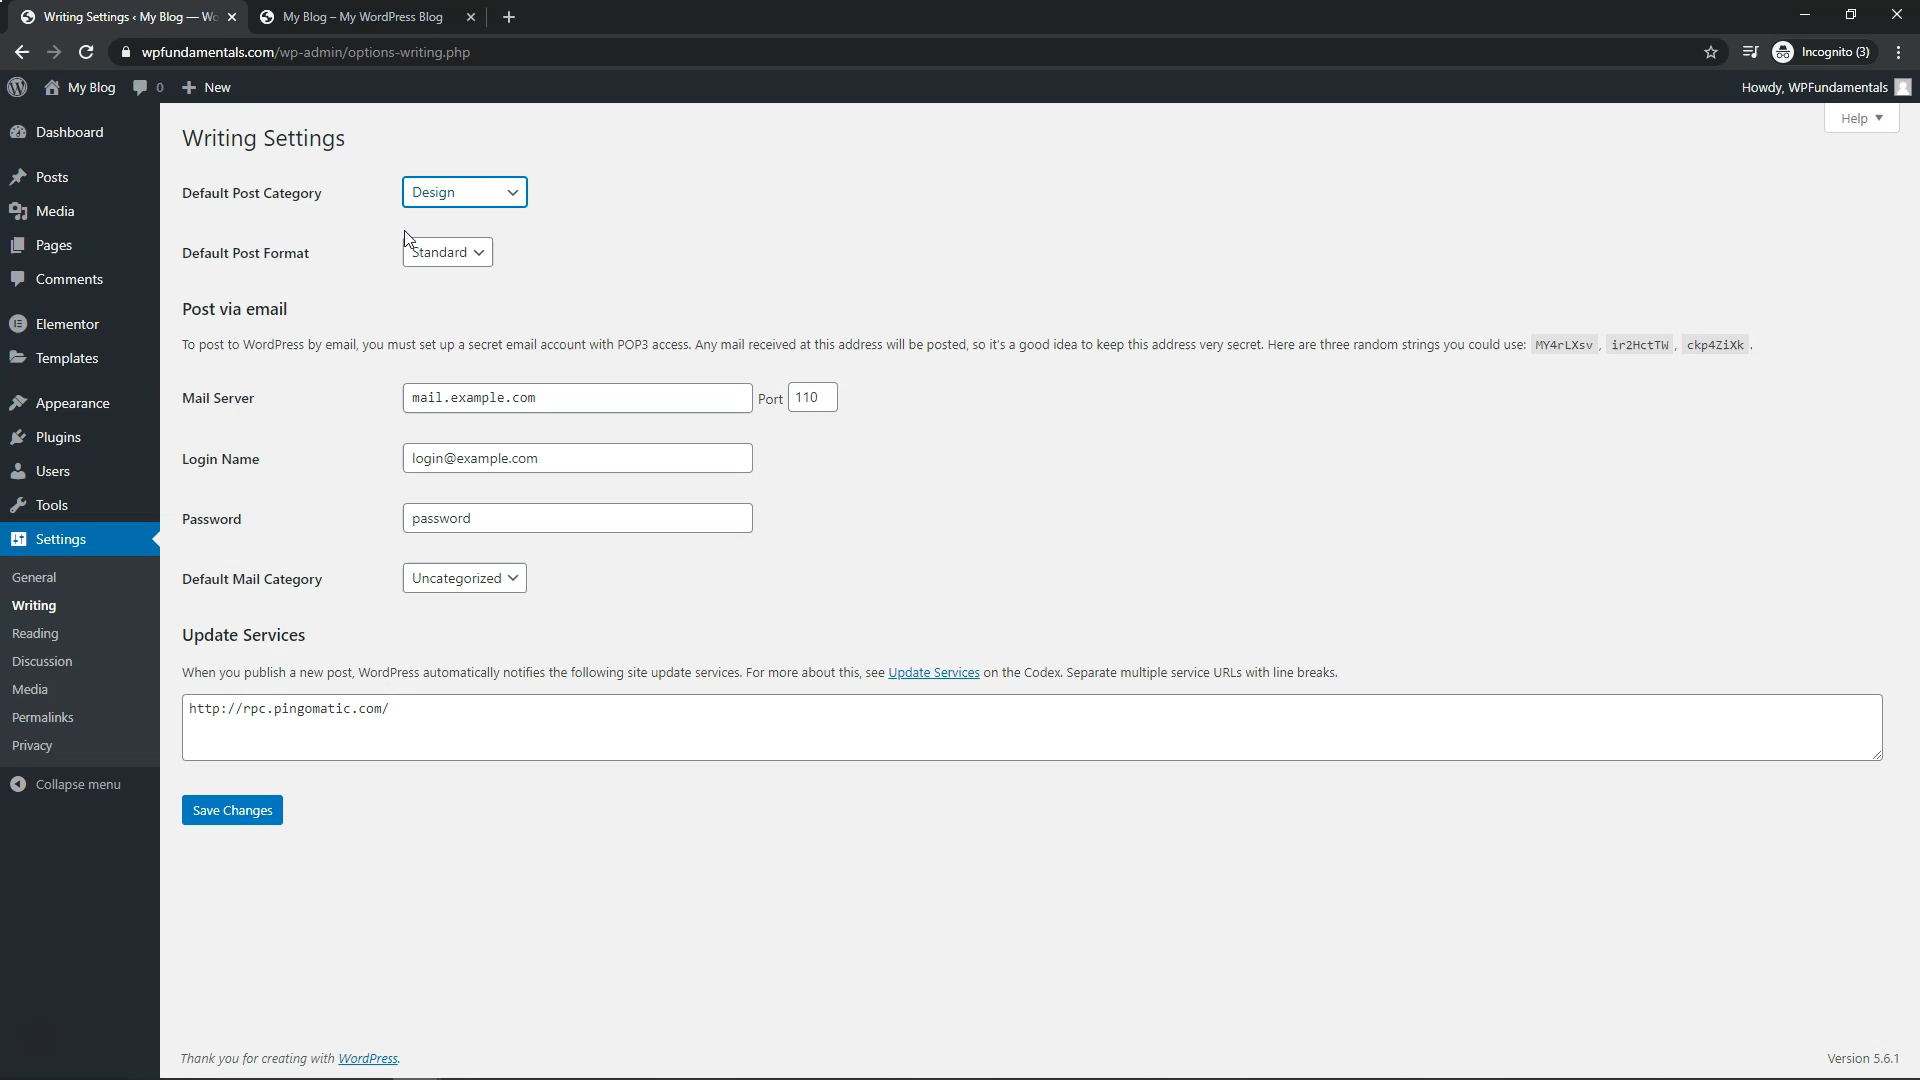 Writing Settings ‹ My Blog — Wo
My Blog – My WordPress Blog
wpfundamentals.com/wp-admin/options-writing.php
Incognito (3)
My Blog
0
New
Howdy, WPFundamentals
Help
Dashboard
Posts
Media
Pages
Comments
Elementor
Templates
Appearance
Plugins
Users
Tools
Settings
General
Writing
Reading
Discussion
Media
Permalinks
Privacy
Collapse menu
Writing Settings
Default Post Category
Design
Default Post Format
Standard
Post via email
To post to WordPress by email, you must set up a secret email account with POP3 access. Any mail received at this address will be posted, so it's a good idea to keep this address very secret. Here are three random strings you could use: MY4rLXsv , ir2HctTW , ckp4ZiXk .
Mail Server
mail.example.com
Port
110
Login Name
login@example.com
Password
password
Default Mail Category
Uncategorized
Update Services
When you publish a new post, WordPress automatically notifies the following site update services. For more about this, see Update Services on the Codex. Separate multiple service URLs with line breaks.
http://rpc.pingomatic.com/
Save Changes
Thank you for creating with WordPress.
Version 5.6.1